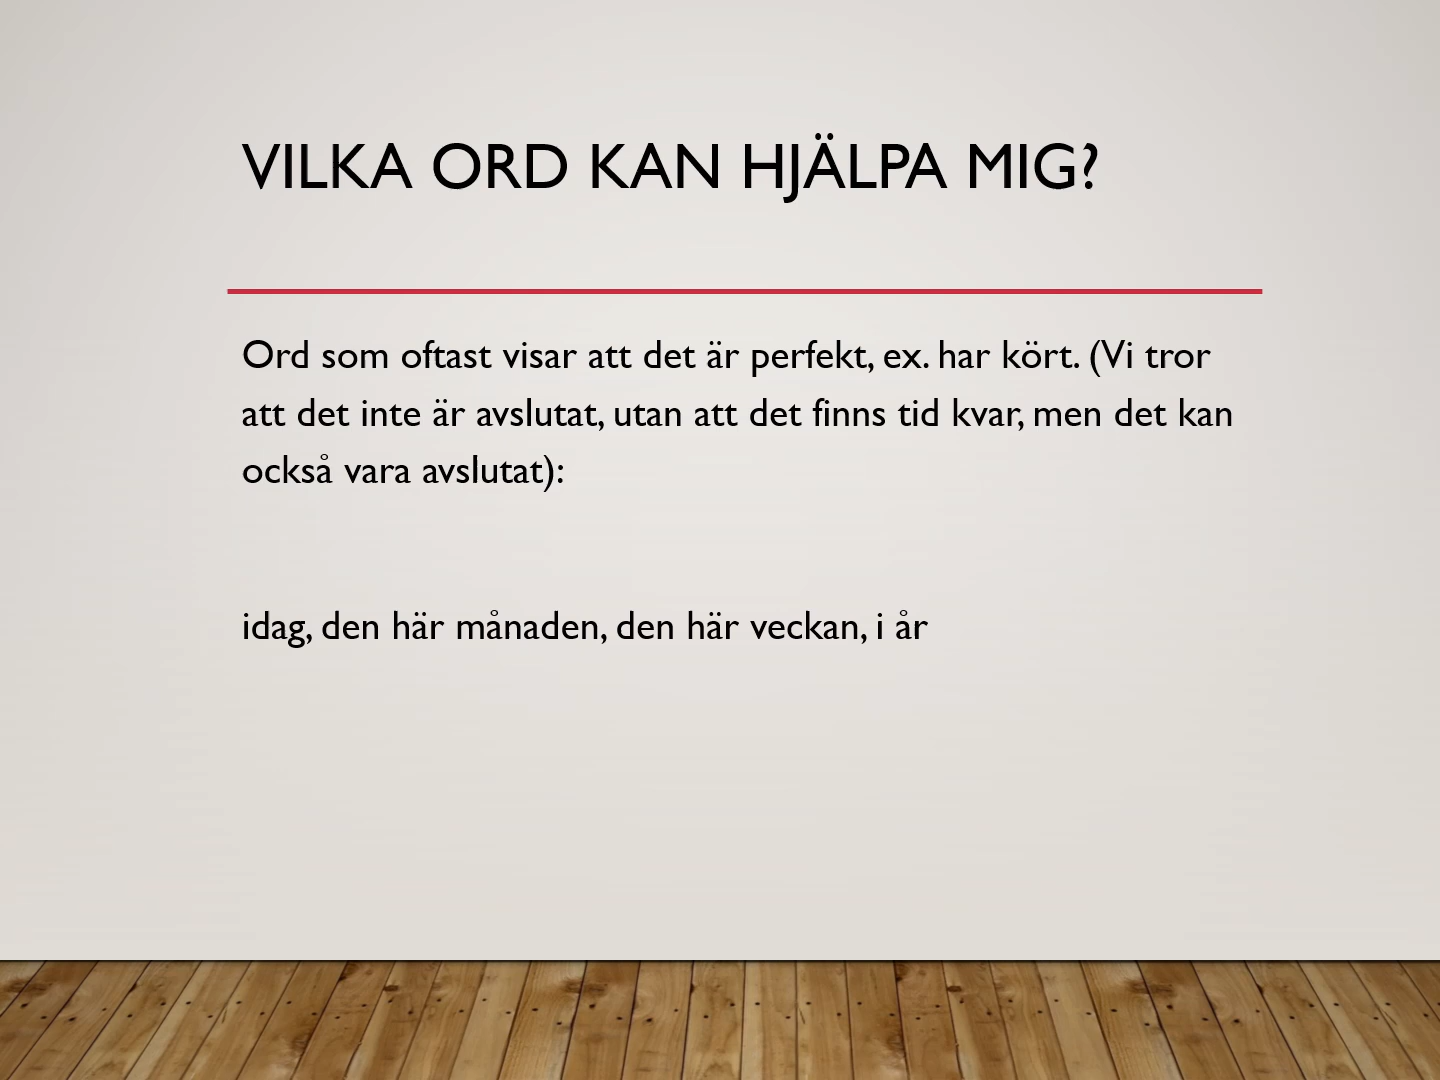 VILKA ORD KAN HJÄLPA MIG?
Ord som oftast visar att det är perfekt, ex. har kört. (Vi tror
att det inte är avslutat, utan att det finns tid kvar, men det kan
också vara avslutat):
idag, den här månaden, den här veckan, i år